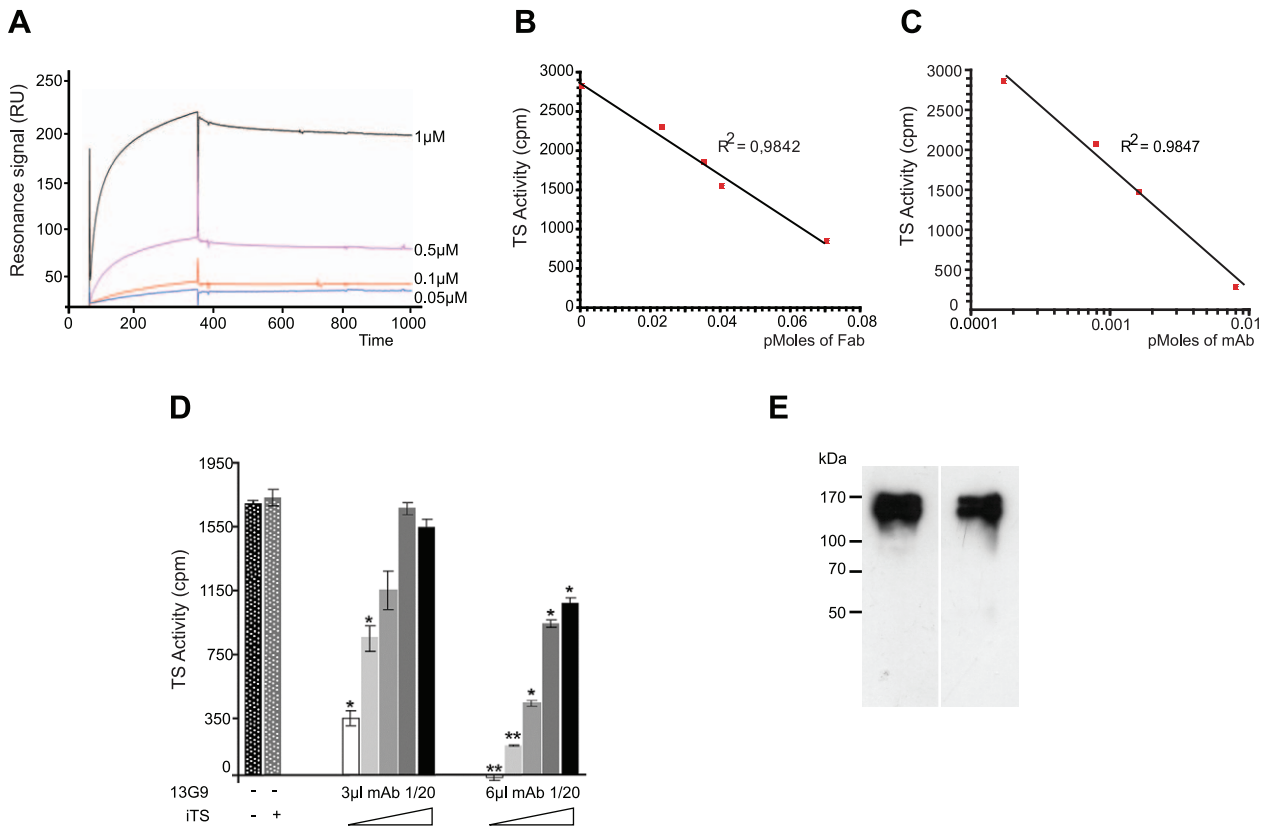 A
Resonance signal (RU)
250
200
150
100
50
0
200
400
600
800
1000
Time
1µM
0.5µM
0.1µM
0.05µM
B
TS Activity (cpm)
3000
2500
2000
1500
1000
500
0
R2 = 0,9842
0
0.02
0.04
0.06
0.08
pMoles of Fab
C
TS Activity (cpm)
3000
2500
2000
1500
1000
500
0
R2 = 0.9847
0.0001
0.001
0.01
pMoles of mAb
D
TS Activity (cpm)
1950
1550
1150
750
350
0
*
*
**
**
*
*
*
13G9 - - 3µl mAb 1/20 6µl mAb 1/20
iTS - +
E
kDa
170
100
70
50